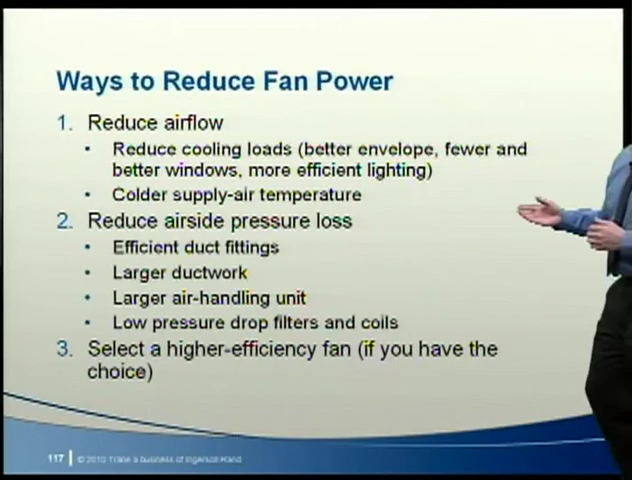 Ways to Reduce Fan Power
1. Reduce airflow
• Reduce cooling loads (better envelope, fewer and
better windows, more efficient lighting)
• Colder supply-air temperature
2. Reduce airside pressure loss
• Efficient duct fittings
• Larger ductwork
• Larger air-handling unit
• Low pressure drop filters and coils
3. Select a higher-efficiency fan (if you have the
choice)
117 © 2010 Trane a business of Ingersoll-Rand